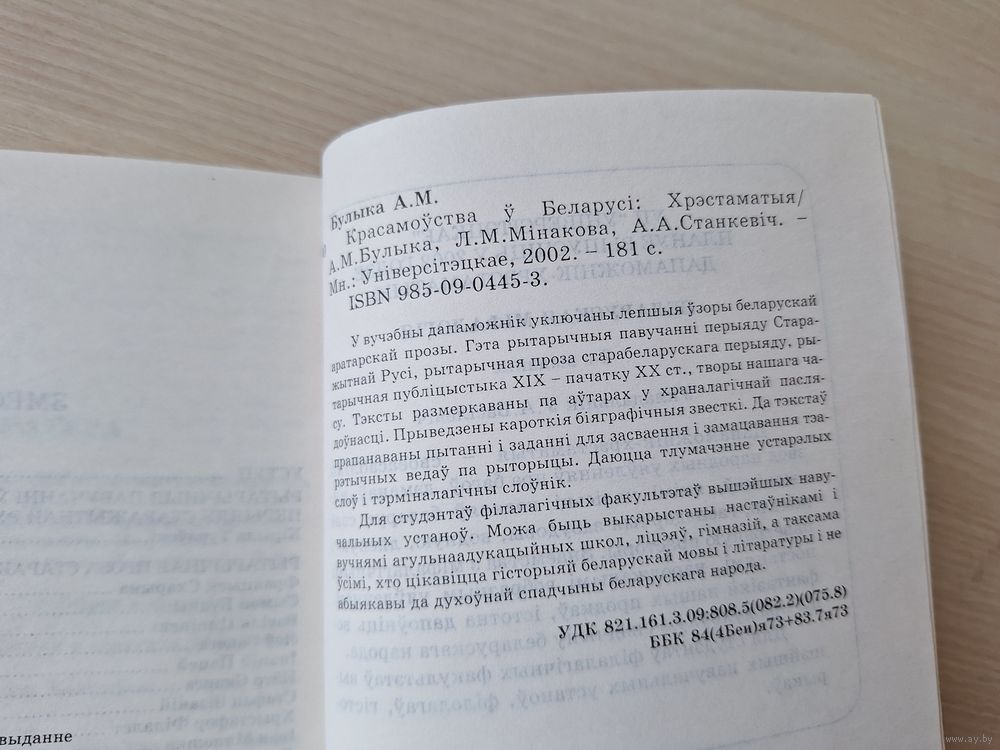 Булыка А.М.
Красамоўства ў Беларусі: Хрэстаматыя/
А.М.Булыка, Л.М.Мінакова, А.А.Станкевіч. –
Мн.: Універсітэцкае, 2002. – 181 с.
ISBN 985-09-0445-3.
У вучэбны дапаможнік уключаны лепшыя ўзоры беларускай
аратарскай прозы. Гэта рытарычныя павучанні перыяду Стара-
жытнай Русі, рытарычная проза старабеларускага перыяду, ры-
тарычная публіцыстыка XIX – пачатку XX ст., творы нашага ча-
су. Тэксты размеркаваны па аўтарах у храналагічнай пасля-
доўнасці. Прыведзены кароткія біяграфічныя звесткі. Да тэкстаў
прапанаваны пытанні і заданні для засваення і замацавання тэа-
рэтычных ведаў па рыторыцы. Даюцца тлумачэнне устарэлых
слоў і тэрміналагічны слоўнік.
Для студэнтаў філалагічных факультэтаў вышэйшых наву-
чальных устаноў. Можа быць выкарыстаны настаўнікамі і
вучнямі агульнаадукацыйных школ, ліцэяў, гімназій, а таксама
ўсімі, хто цікавіцца гісторыяй беларускай мовы і літаратуры і не
абыякавы да духоўнай спадчыны беларускага народа.
УДК 821.161.3.09:808.5(082.2)(075.8)
ББК 84(4Беи)я73+83.7я73
выданне
www.ay.by